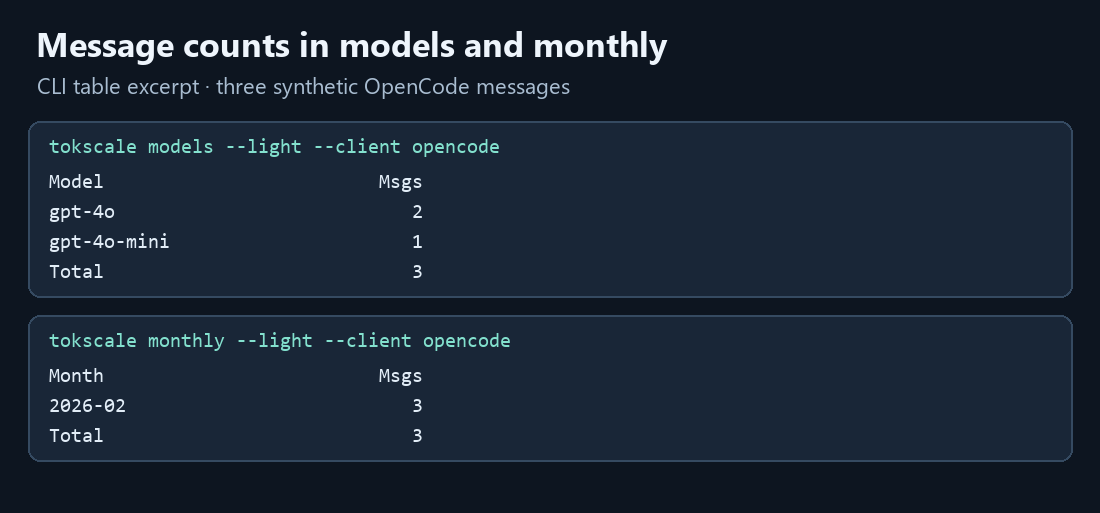 Message counts in models and monthly
CLI table excerpt · three synthetic OpenCode messages
tokscale models --light --client opencode
Model Msgs
gpt-4o 2
gpt-4o-mini 1
Total 3
tokscale monthly --light --client opencode
Month Msgs
2026-02 3
Total 3